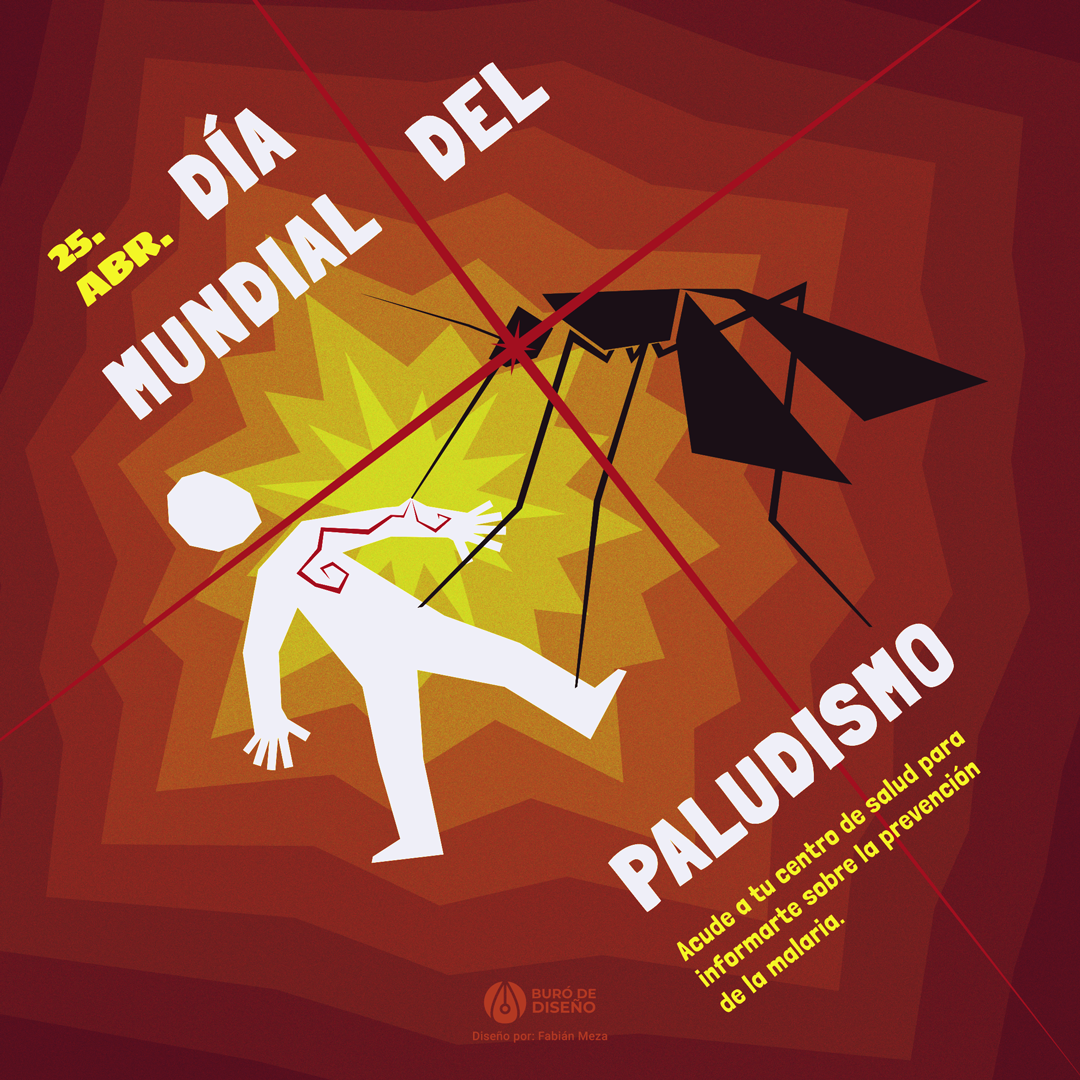 25.
ABR.
DÍA
MUNDIAL
DEL
PALUDISMO
Acude a tu centro de salud para
informarte sobre la prevención
de la malaria.
BURÓ DE
DISEÑO
Diseño por: Fabián Meza